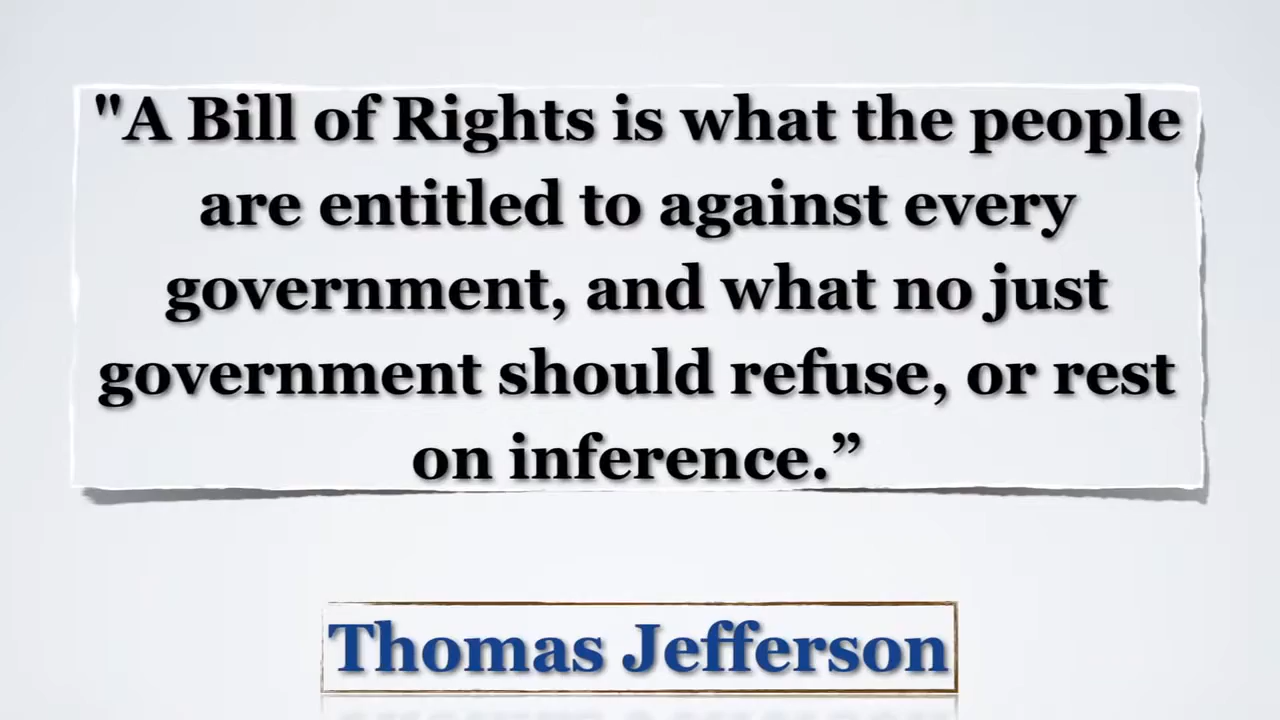 "A Bill of Rights is what the people
are entitled to against every
government, and what no just
government should refuse, or rest
on inference.”
Thomas Jefferson